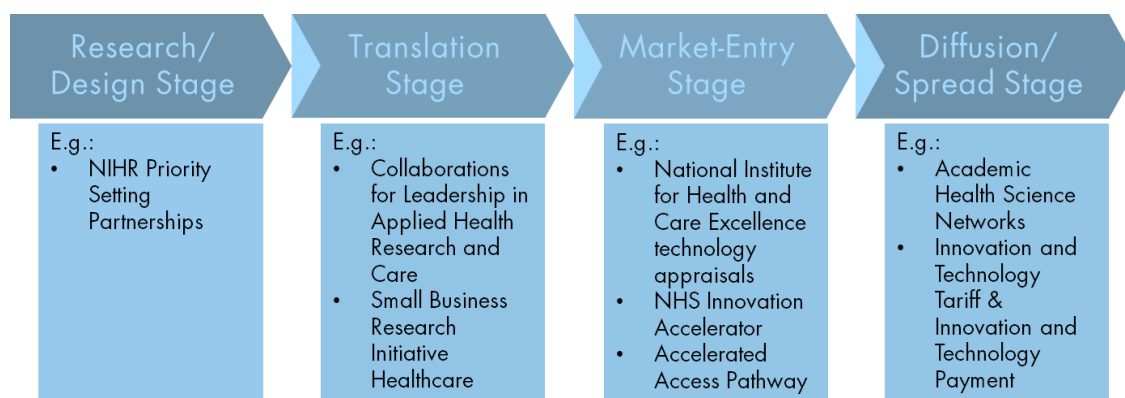 Research/
Design Stage
E.g.:
• NIHR Priority
Setting
Partnerships
Translation
Stage
E.g.:
• Collaborations
for Leadership in
Applied Health
Research and
Care
• Small Business
Research
Initiative
Healthcare
Market-Entry
Stage
E.g.:
• National Institute
for Health and
Care Excellence
technology
appraisals
• NHS Innovation
Accelerator
• Accelerated
Access Pathway
Diffusion/
Spread Stage
E.g.:
• Academic
Health Science
Networks
• Innovation and
Technology
Tariff &
Innovation and
Technology
Payment